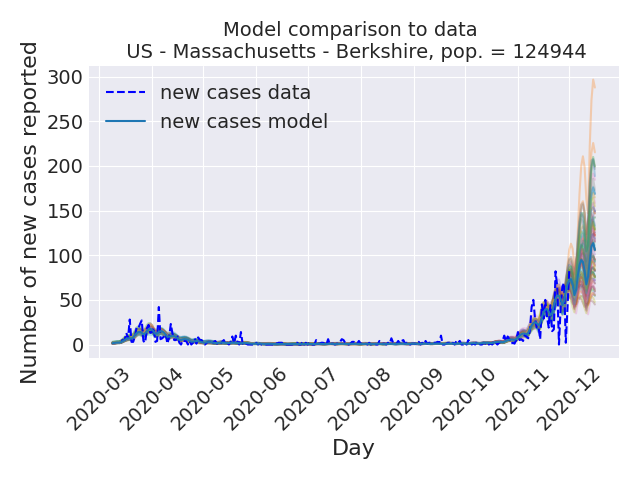 Model comparison to data
US - Massachusetts - Berkshire, pop. = 124944
Number of new cases reported
300
250
200
150
100
50
0
new cases data
new cases model
2020-03
2020-04
2020-05
2020-06
2020-07
2020-08
2020-09
2020-10
2020-11
2020-12
Day